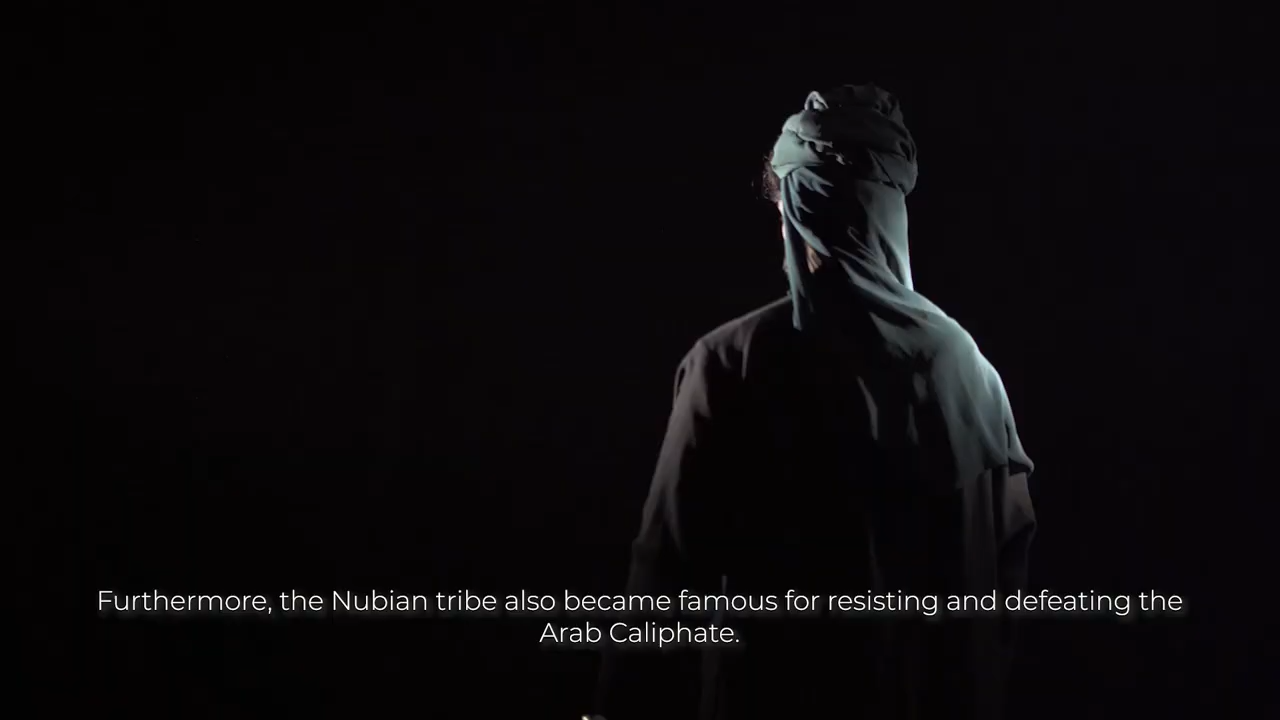 Furthermore, the Nubian tribe also became famous for resisting and defeating the
Arab Caliphate.